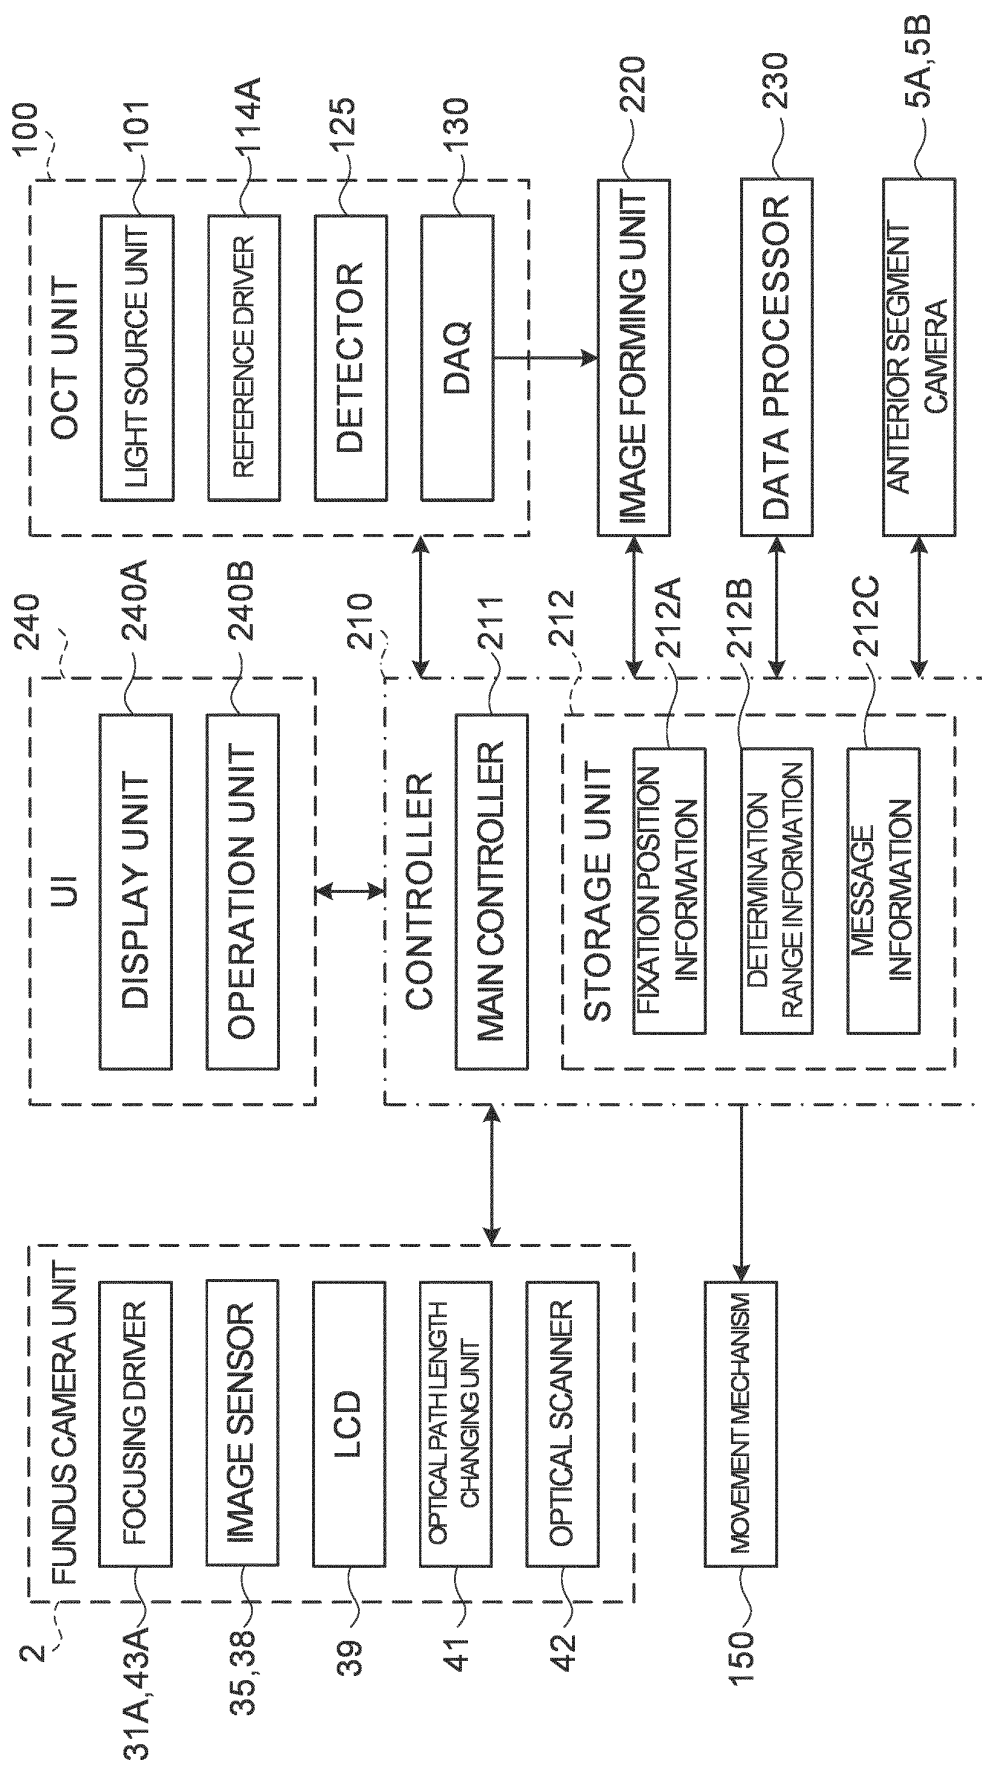 2
FUNDUS CAMERA UNIT
31A,43A
FOCUSING DRIVER
35,38
IMAGE SENSOR
39
LCD
41
OPTICAL PATH LENGTH
CHANGING UNIT
42
OPTICAL SCANNER
150
MOVEMENT MECHANISM
240
UI
DISPLAY UNIT
240A
OPERATION UNIT
240B
210
CONTROLLER
MAIN CONTROLLER
211
212
STORAGE UNIT
FIXATION POSITION
INFORMATION
212A
DETERMINATION
RANGE INFORMATION
212B
MESSAGE
INFORMATION
212C
100
OCT UNIT
LIGHT SOURCE UNIT
101
REFERENCE DRIVER
114A
DETECTOR
125
DAQ
130
IMAGE FORMING UNIT
220
DATA PROCESSOR
230
ANTERIOR SEGMENT
CAMERA
5A,5B